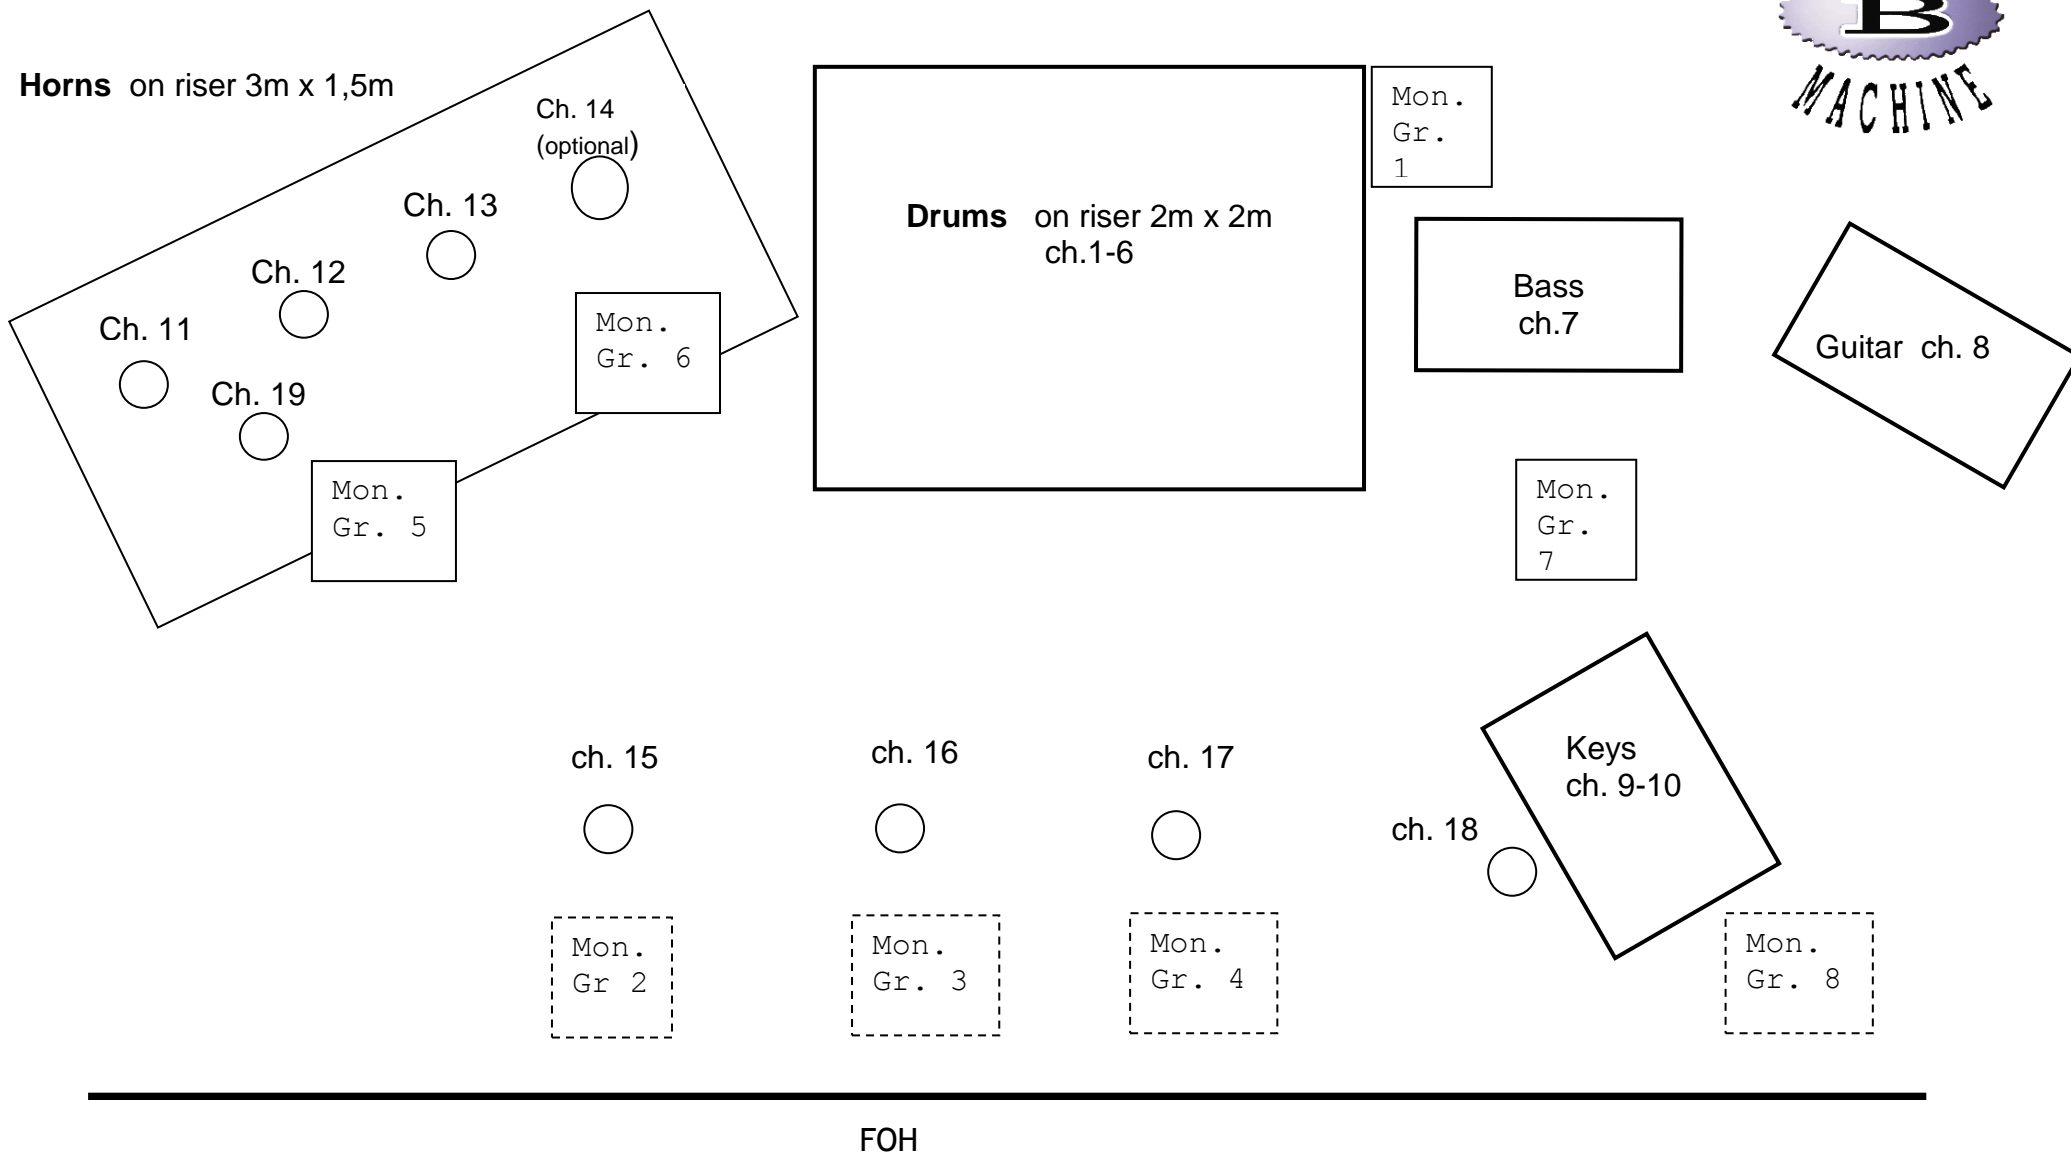 B
MACHINE
Horns on riser 3m x 1,5m
Ch. 14
(optional)
Ch. 13
Ch. 12
Ch. 11
Ch. 19
Mon.
Gr. 6
Mon.
Gr. 5
Drums on riser 2m x 2m
ch.1-6
Mon.
Gr.
1
Bass
ch.7
Guitar ch. 8
Mon.
Gr.
7
ch. 15
ch. 16
ch. 17
ch. 18
Keys
ch. 9-10
Mon.
Gr 2
Mon.
Gr. 3
Mon.
Gr. 4
Mon.
Gr. 8
FOH